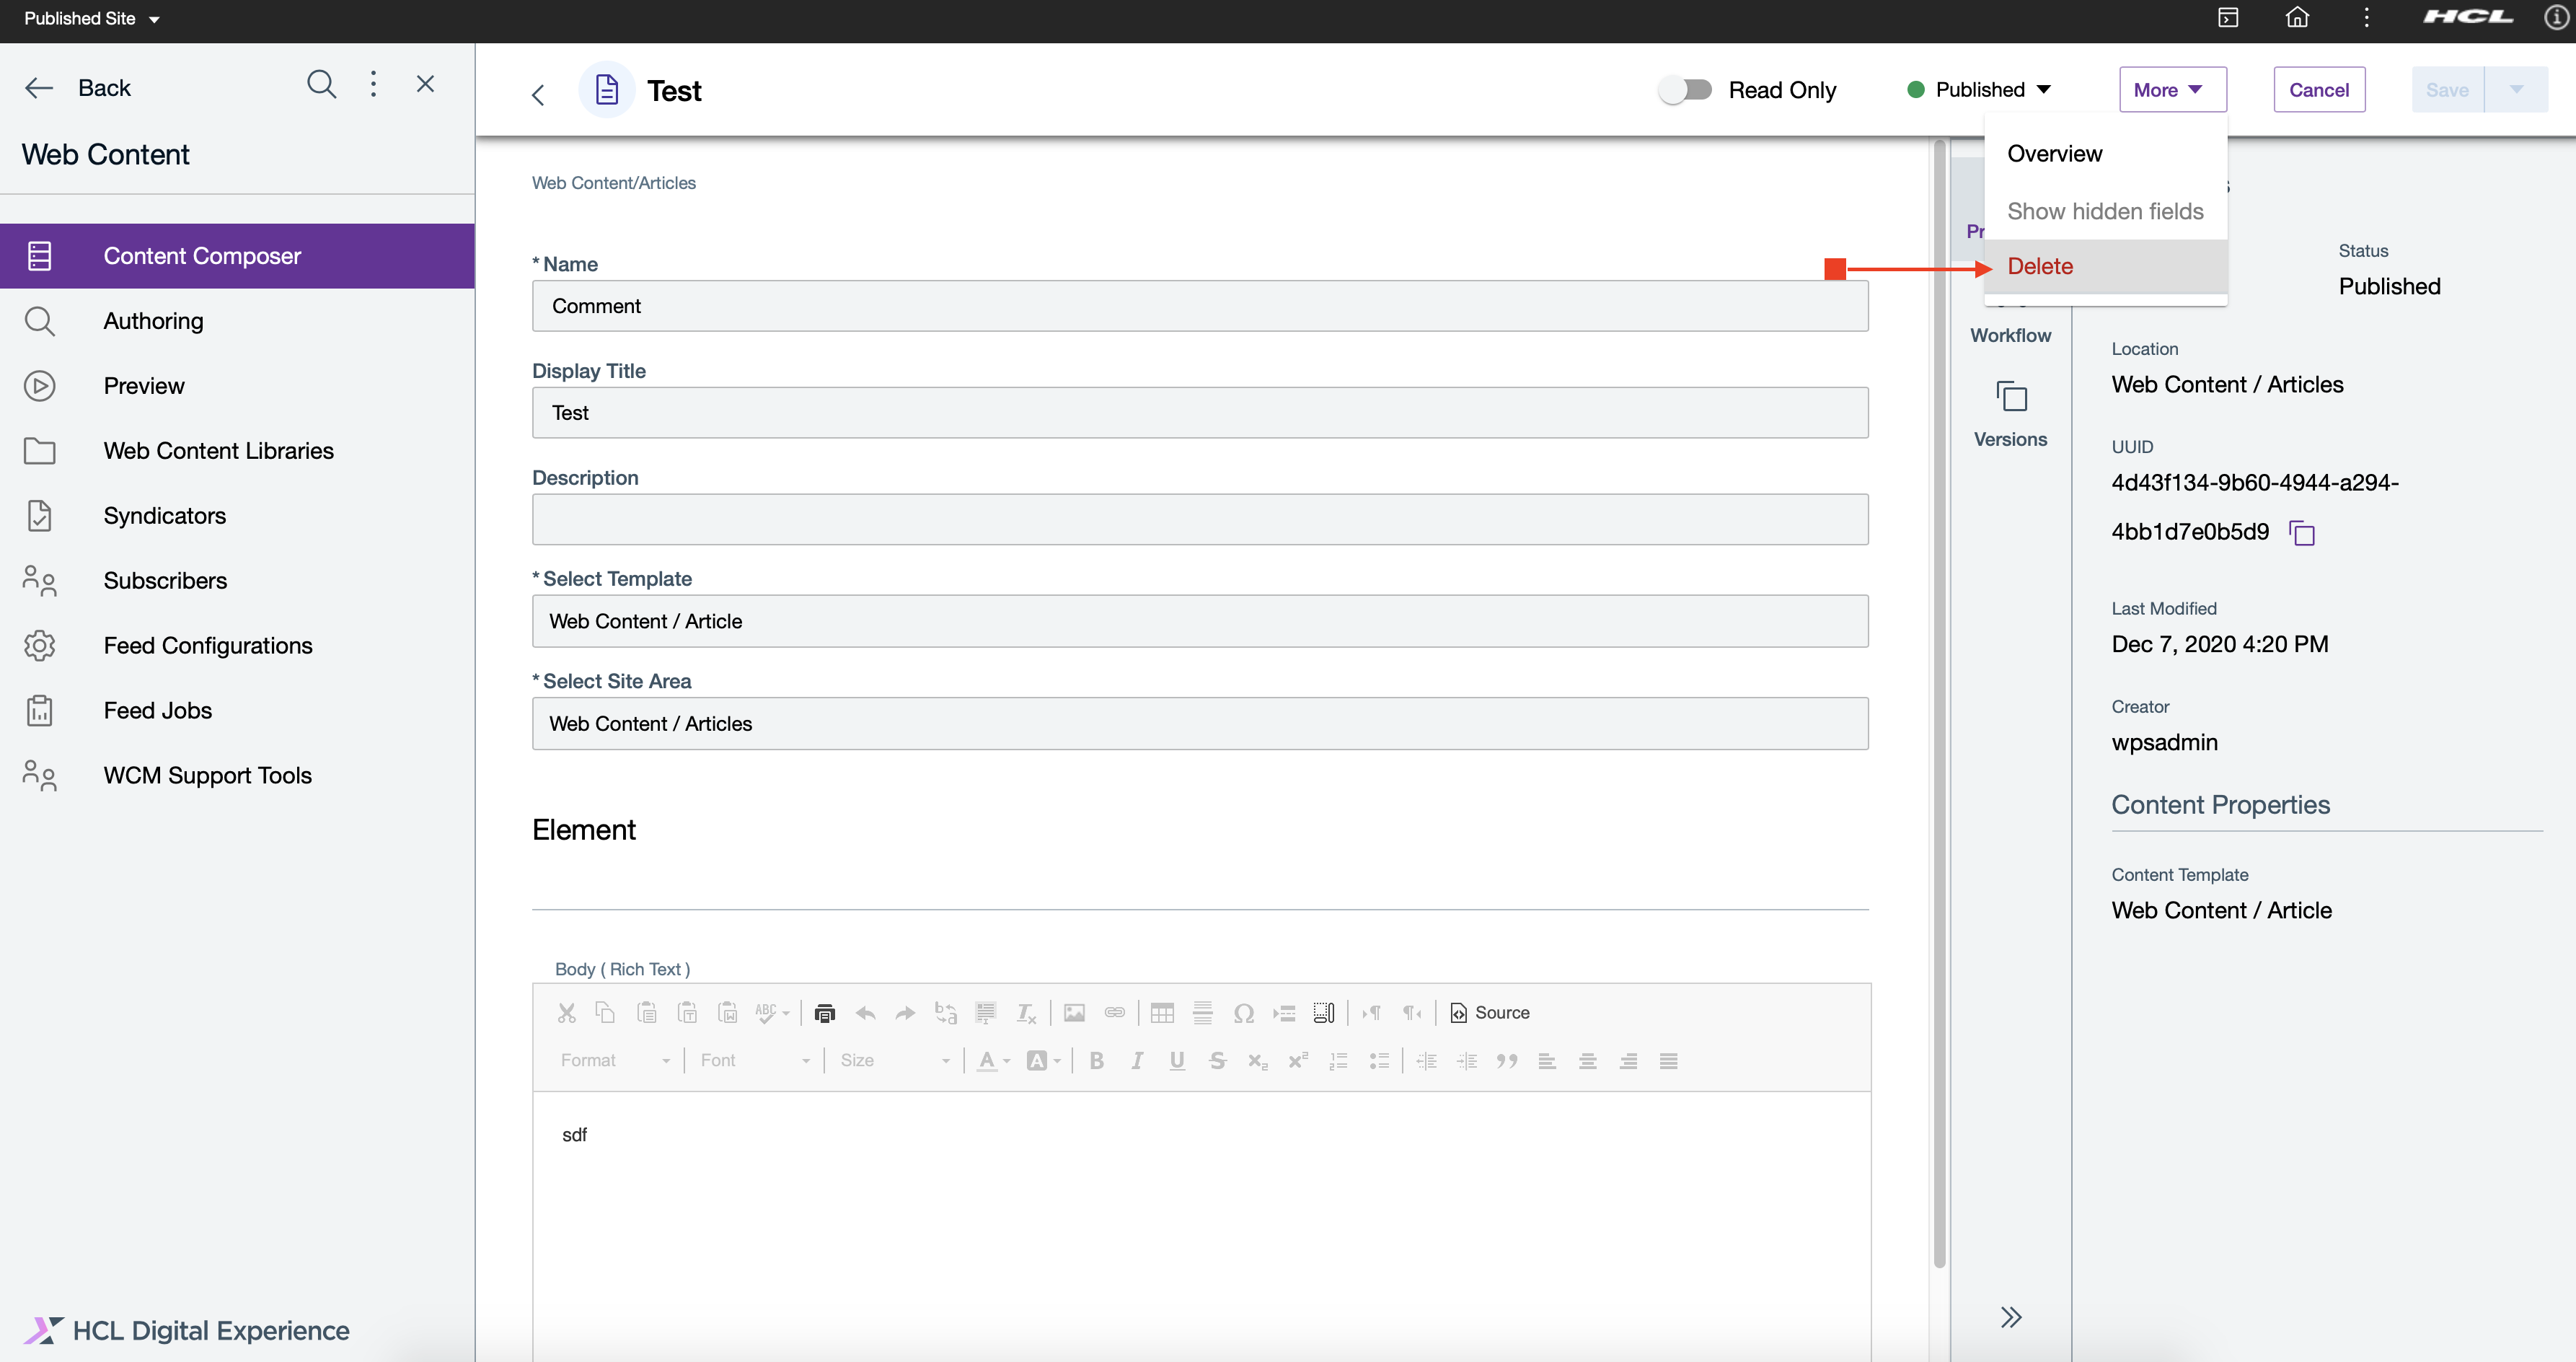 Published Site
HCL
Back
Web Content
Content Composer
Authoring
Preview
Web Content Libraries
Syndicators
Subscribers
Feed Configurations
Feed Jobs
WCM Support Tools
HCL Digital Experience
Test
Read Only
Published
More
Cancel
Save
Overview
Show hidden fields
Delete
Web Content/Articles
* Name
Comment
Display Title
Test
Description
* Select Template
Web Content / Article
* Select Site Area
Web Content / Articles
Element
Body ( Rich Text )
ABC
Source
Format
Font
Size
sdf
Workflow
Versions
Status
Published
Location
Web Content / Articles
UUID
4d43f134-9b60-4944-a294-
4bb1d7e0b5d9
Last Modified
Dec 7, 2020 4:20 PM
Creator
wpsadmin
Content Properties
Content Template
Web Content / Article